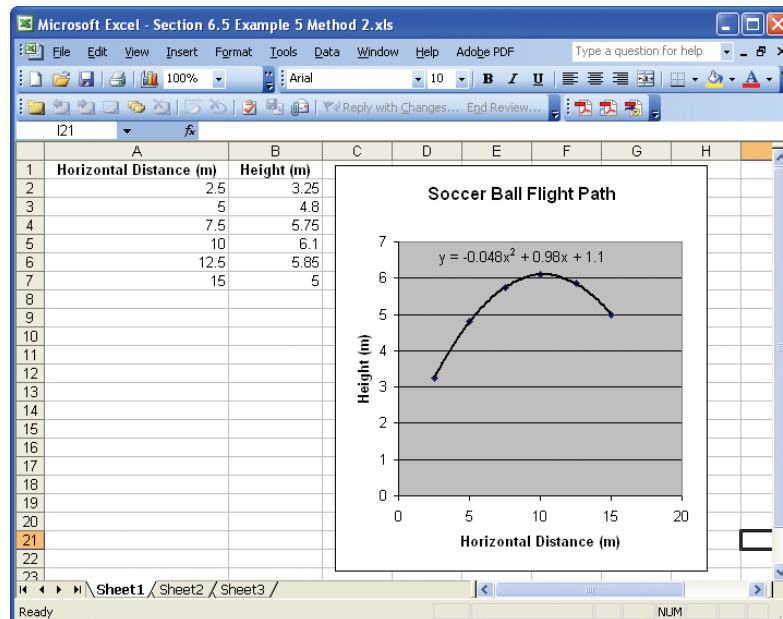 Microsoft Excel - Section 6.5 Example 5 Method 2.xls
File Edit View Insert Format Tools Data Window Help Adobe PDF Type a question for help
100% Arial 10 B I U A
Reply with Changes... End Review...
I21 fx
A B C D E F G H
1 Horizontal Distance (m) Height (m)
2 2.5 3.25
3 5 4.8
4 7.5 5.75
5 10 6.1
6 12.5 5.85
7 15 5
8
9
10
11
12
13
14
15
16
17
18
19
20
21
22
23
Soccer Ball Flight Path
y = -0.048x² + 0.98x + 1.1
7
6
5
4
3
2
1
0
Height (m)
0 5 10 15 20
Horizontal Distance (m)
Sheet1 Sheet2 Sheet3
Ready NUM